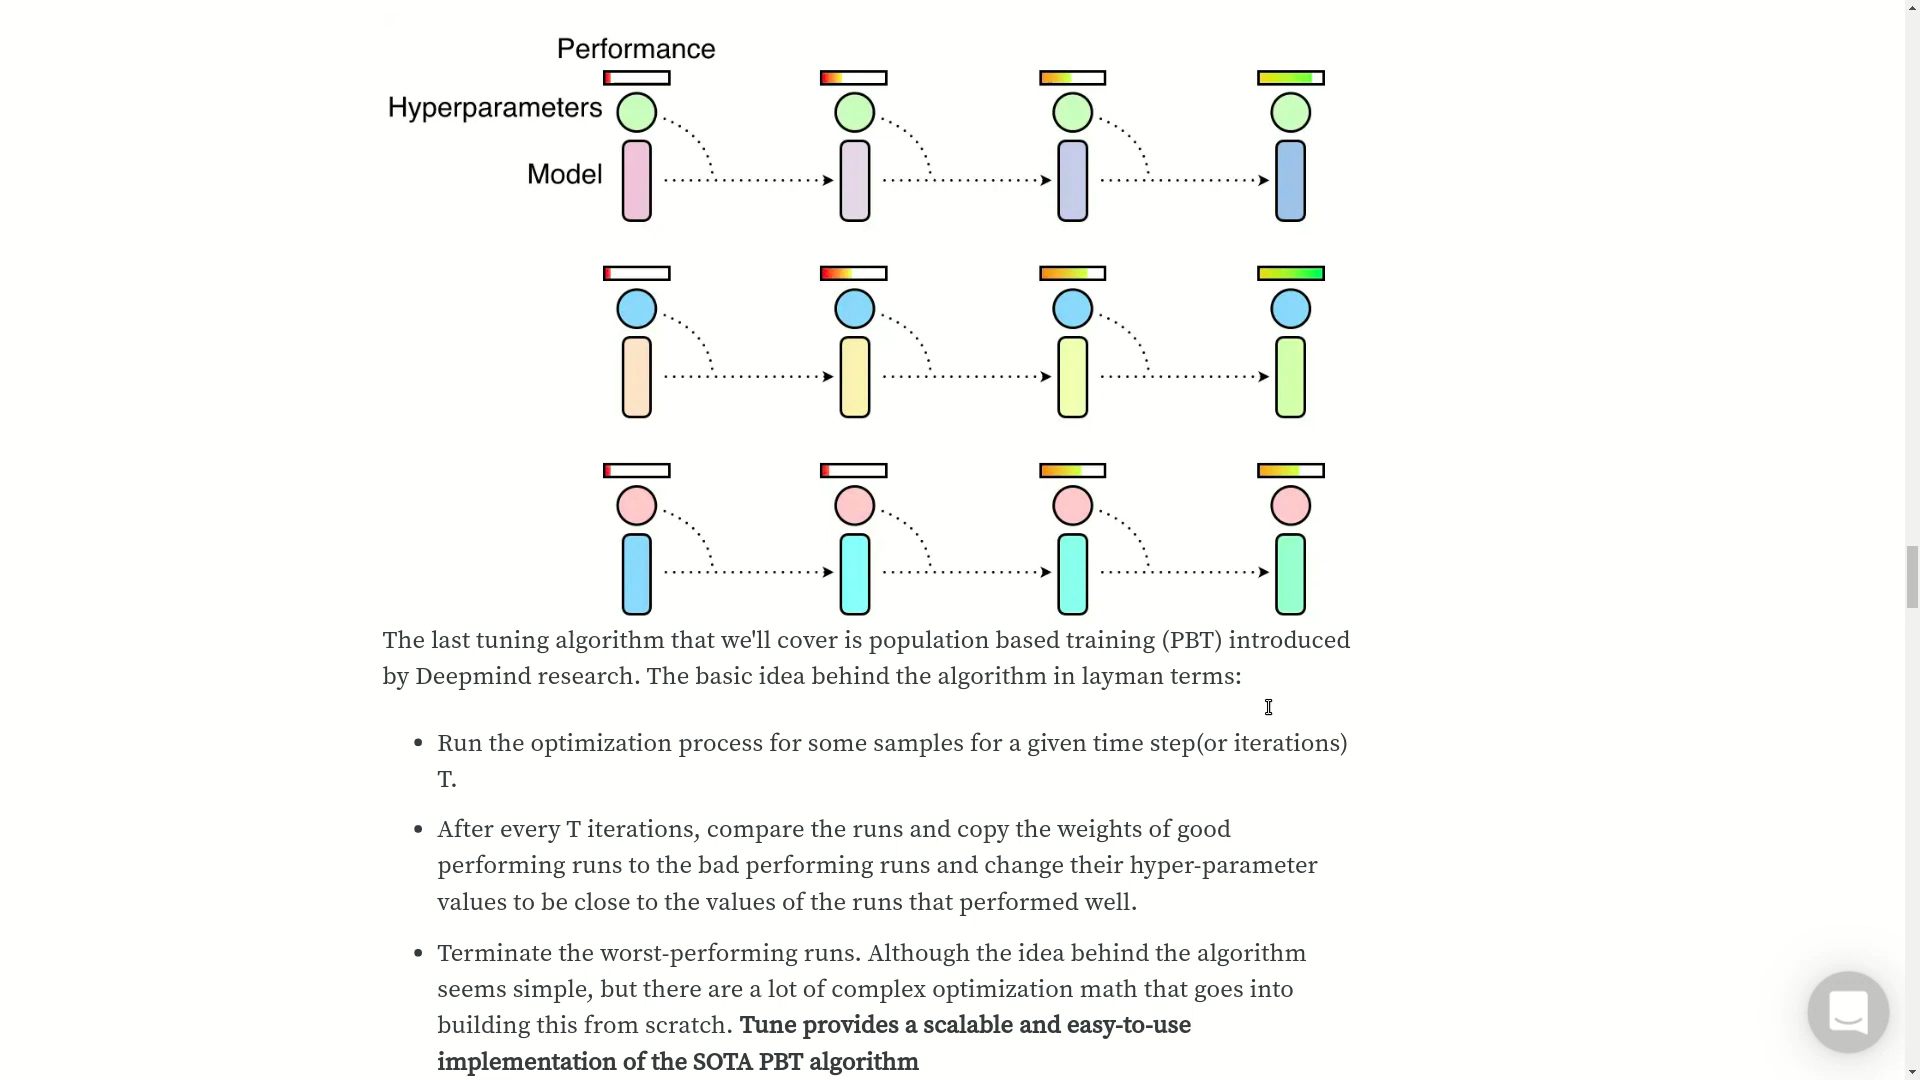 Performance
Hyperparameters
Model
The last tuning algorithm that we'll cover is population based training (PBT) introduced
by Deepmind research. The basic idea behind the algorithm in layman terms:
• Run the optimization process for some samples for a given time step(or iterations)
T.
• After every T iterations, compare the runs and copy the weights of good
performing runs to the bad performing runs and change their hyper-parameter
values to be close to the values of the runs that performed well.
• Terminate the worst-performing runs. Although the idea behind the algorithm
seems simple, but there are a lot of complex optimization math that goes into
building this from scratch. Tune provides a scalable and easy-to-use
implementation of the SOTA PBT algorithm